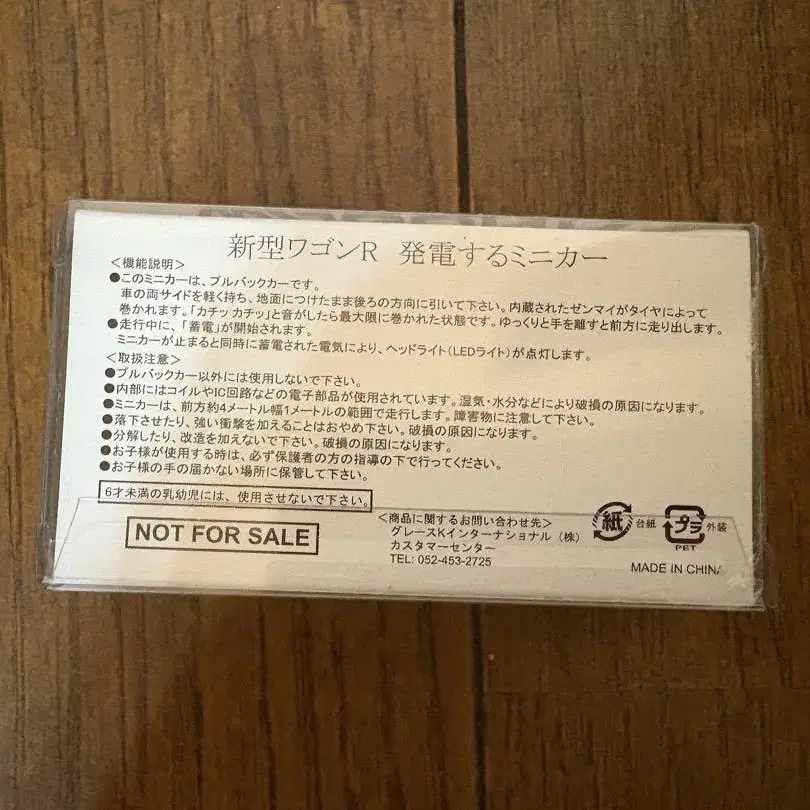 新型ワゴンR 発電するミニカー
＜機能説明＞
●このミニカーは、プルバックカーです。
車の両サイドを軽く持ち、地面につけたまま後ろの方向に引いて下さい。内蔵されたゼンマイがタイヤによって
巻かれます。「カチッ カチッ」と音がしたら最大限に巻かれた状態です。ゆっくりと手を離すと前方に走り出します。
●走行中に、「蓄電」が開始されます。
ミニカーが止まると同時に蓄電された電気により、ヘッドライト（LEDライト）が点灯します。
＜取扱注意＞
●プルバックカー以外には使用しないで下さい。
●内部にはコイルやIC回路などの電子部品が使用されています。湿気・水分などにより破損の原因になります。
●ミニカーは、前方約4メートル幅1メートルの範囲で走行します。障害物に注意して下さい。
●落下させたり、強い衝撃を加えることはおやめ下さい。破損の原因になります。
●分解したり、改造を加えないで下さい。破損の原因になります。
●お子様が使用する時は、必ず保護者の方の指導の下で行ってください。
●お子様の手の届かない場所に保管して下さい。
6才未満の乳幼児には、使用させないで下さい。
NOT FOR SALE
＜商品に関するお問い合わせ先＞
グレースKインターナショナル（株）
カスタマーセンター
TEL: 052-453-2725
紙 台紙
プラ 外装
PET
MADE IN CHINA